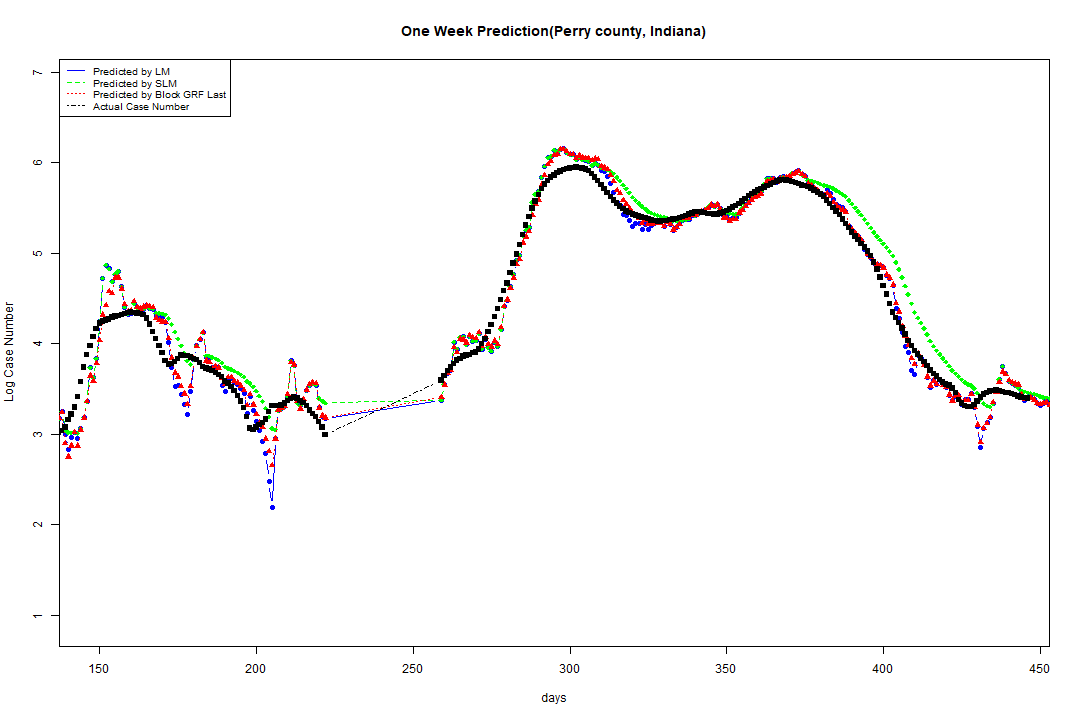 One Week Prediction(Perry county, Indiana)
Predicted by LM
Predicted by SLM
Predicted by Block GRF Last
Actual Case Number
7
6
5
4
3
2
1
Log Case Number
150 200 250 300 350 400 450
days